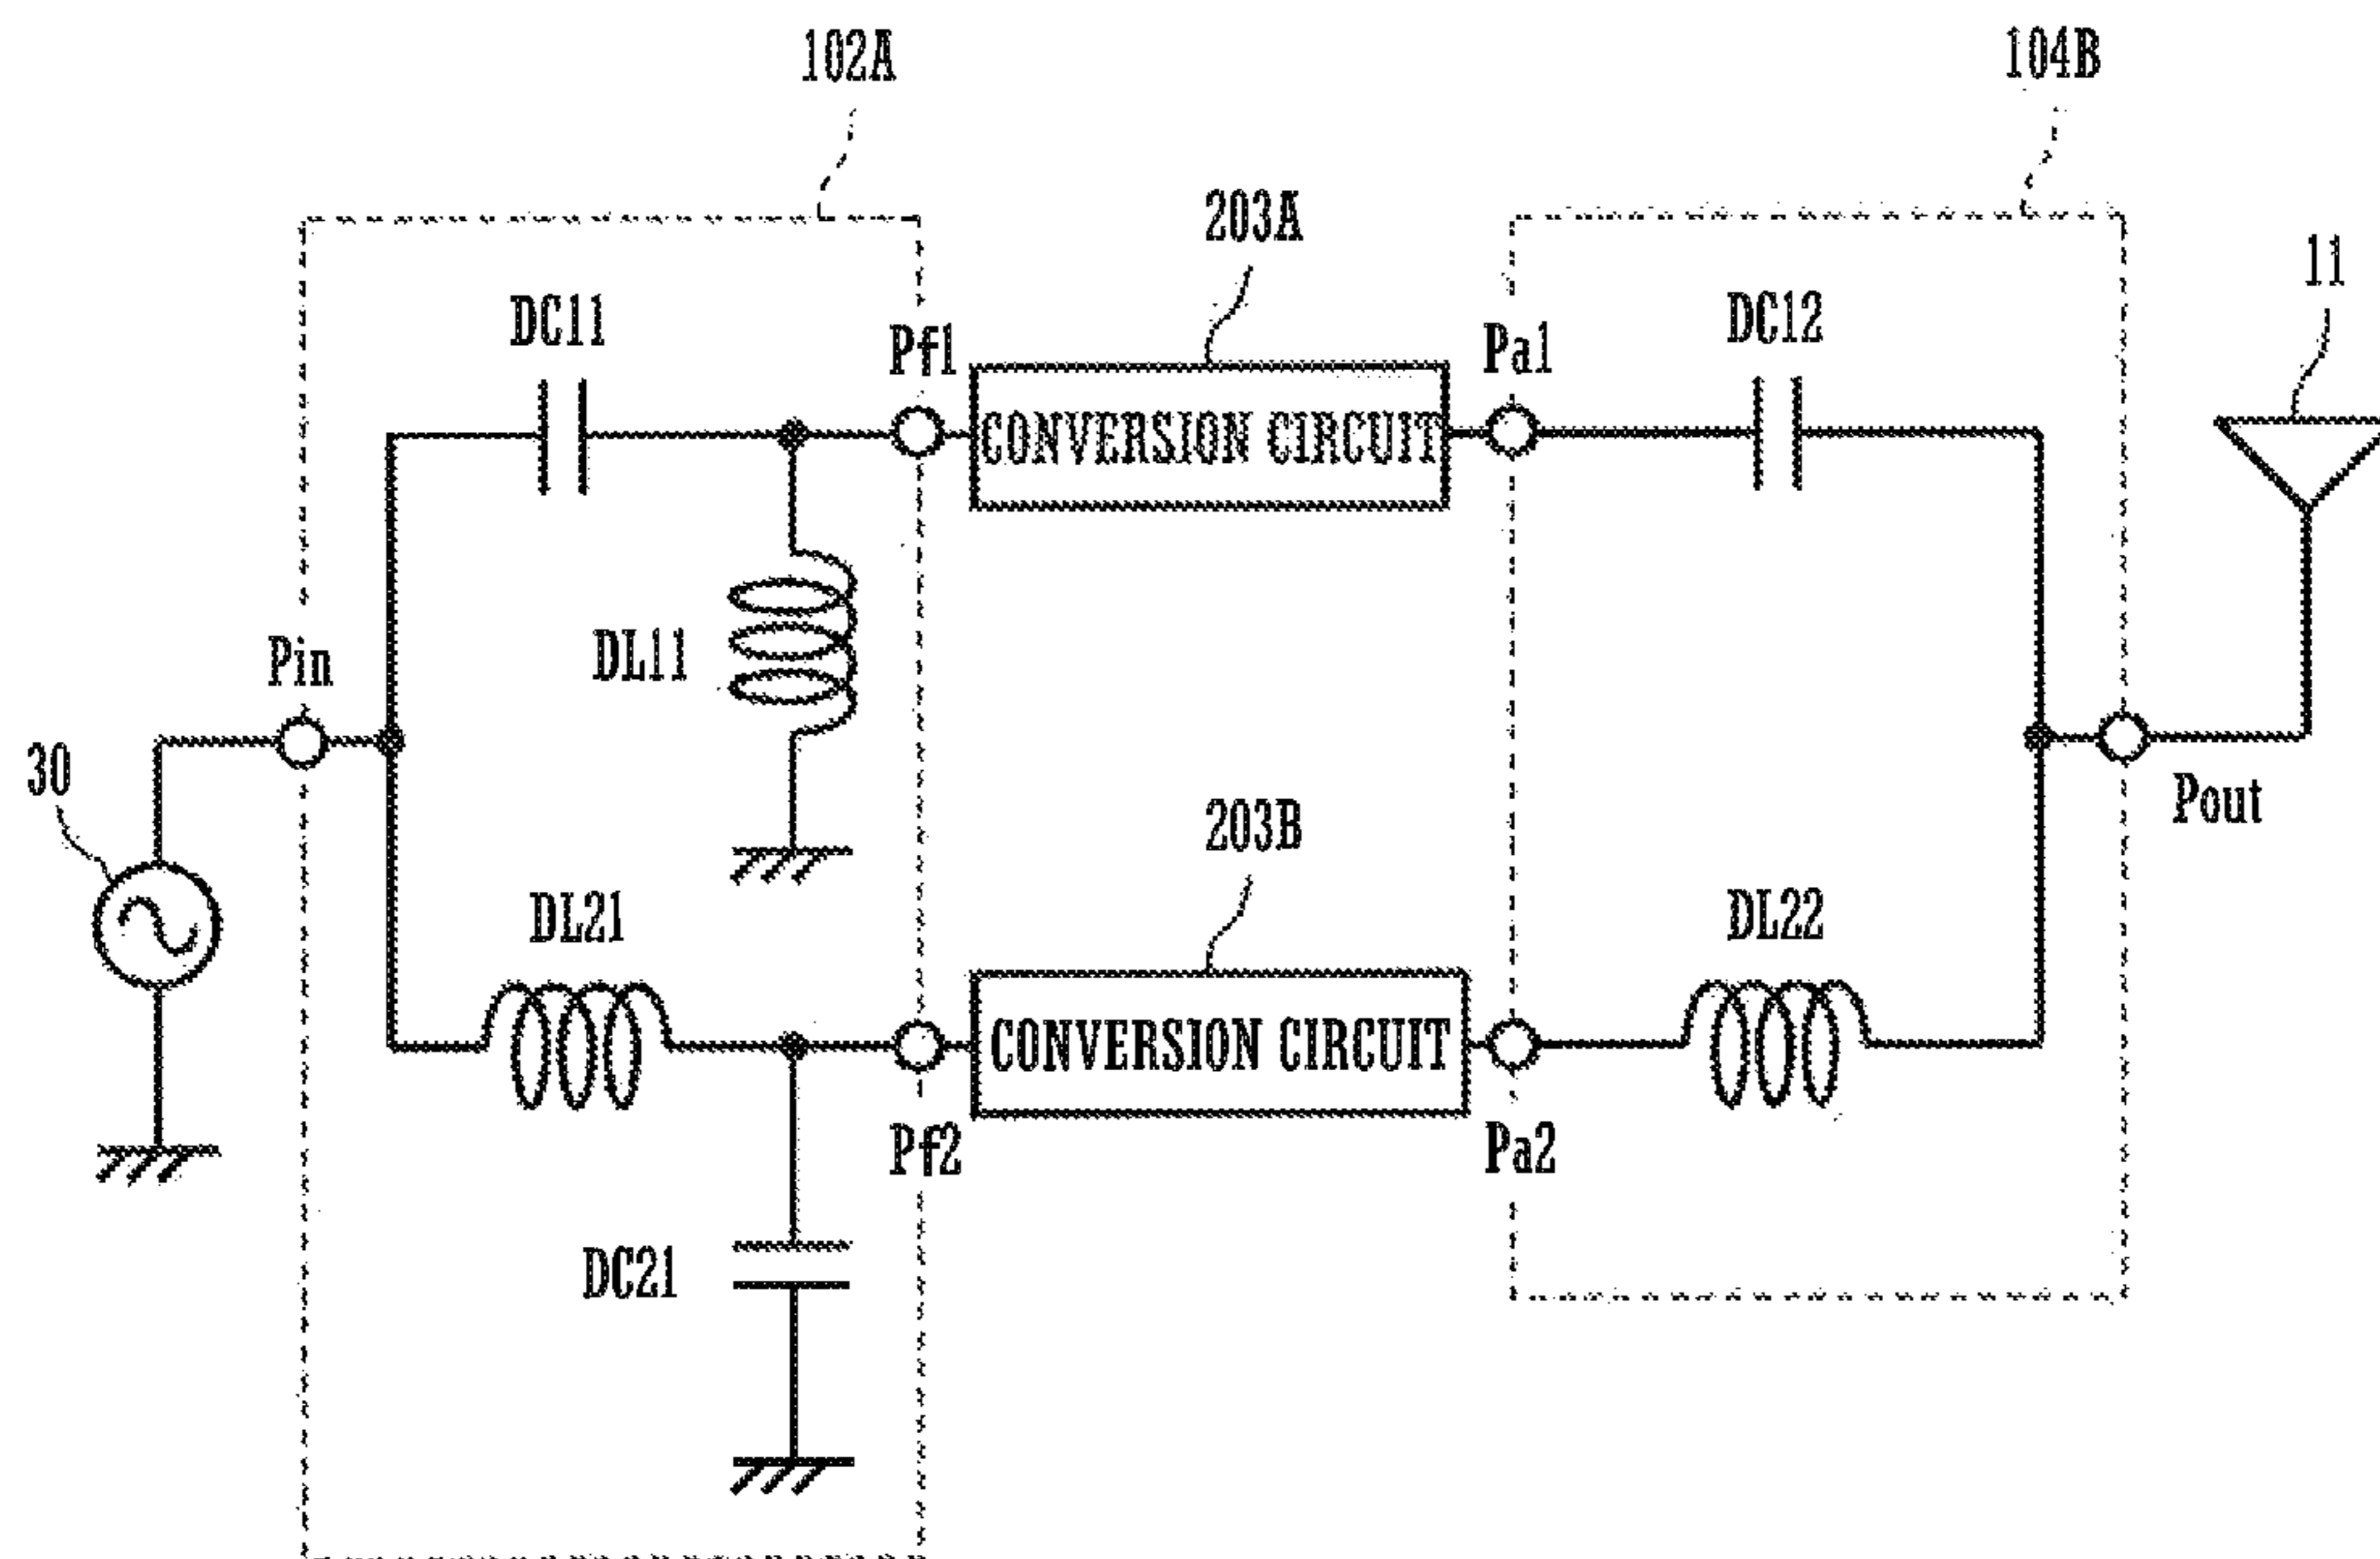 102A
104B
203A
11
DC11
Pf1
Pa1
DC12
CONVERSION CIRCUIT
Pin
DL11
30
203B
Pout
DL21
DL22
CONVERSION CIRCUIT
Pf2
Pa2
DC21